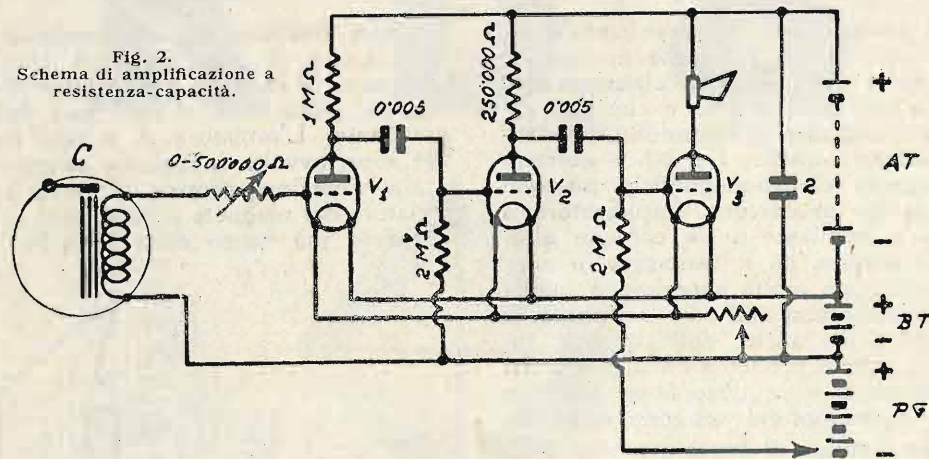 Fig. 2.
Schema di amplificazione a
resistenza-capacità.
C
0-500'000 Ω
1 MΩ
0'005
V1
2 MΩ
250'000 Ω
0'005
V2
2 MΩ
V3
2
+
AT
-
+
BT
-
+
PG
-